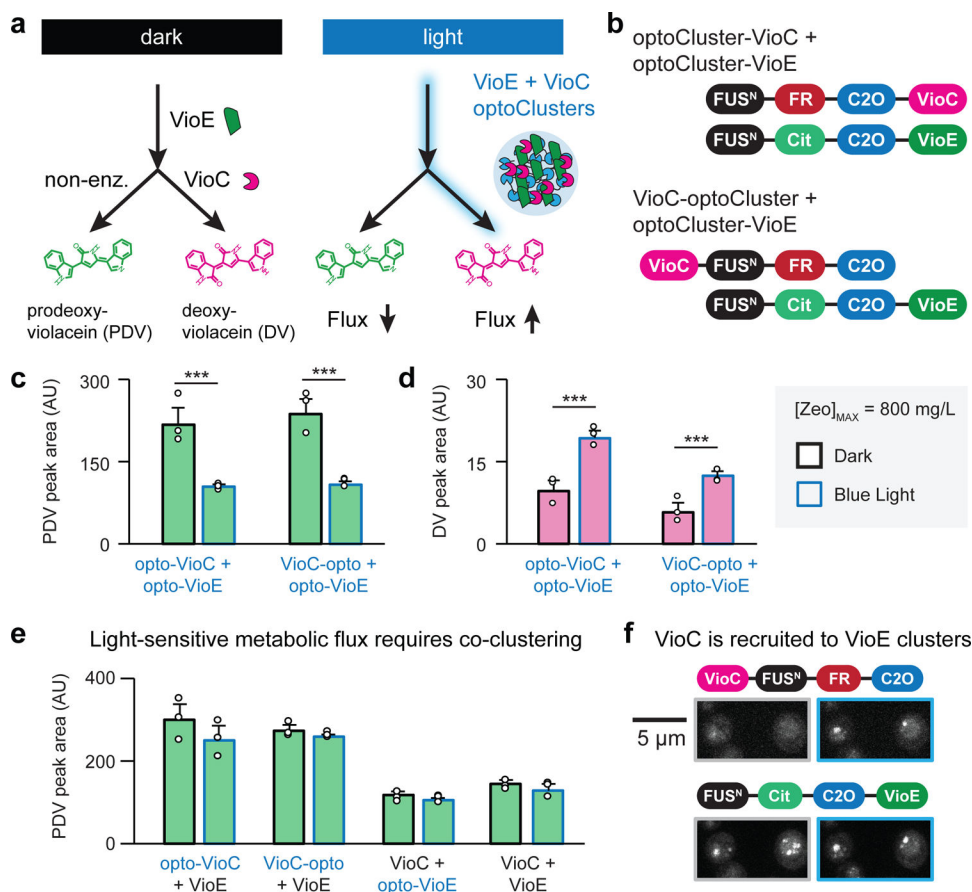 a
dark
light
VioE
VioE + VioC
optoClusters
non-enz.
VioC
prodeoxy-
violacein (PDV)
deoxy-
violacein (DV)
Flux
Flux
b
optoCluster-VioC +
optoCluster-VioE
FUSᴺ FR C2O VioC
FUSᴺ Cit C2O VioE
VioC-optoCluster +
optoCluster-VioE
VioC FUSᴺ FR C2O
FUSᴺ Cit C2O VioE
c
PDV peak area (AU)
300
150
0
***
***
opto-VioC +
opto-VioE
VioC-opto +
opto-VioE
d
DV peak area (AU)
30
15
0
***
***
opto-VioC +
opto-VioE
VioC-opto +
opto-VioE
[Zeo]MAX = 800 mg/L
Dark
Blue Light
e
Light-sensitive metabolic flux requires co-clustering
PDV peak area (AU)
400
200
0
opto-VioC
+ VioE
VioC-opto
+ VioE
VioC +
opto-VioE
VioC +
VioE
f
VioC is recruited to VioE clusters
VioC FUSᴺ FR C2O
5 μm
FUSᴺ Cit C2O VioE